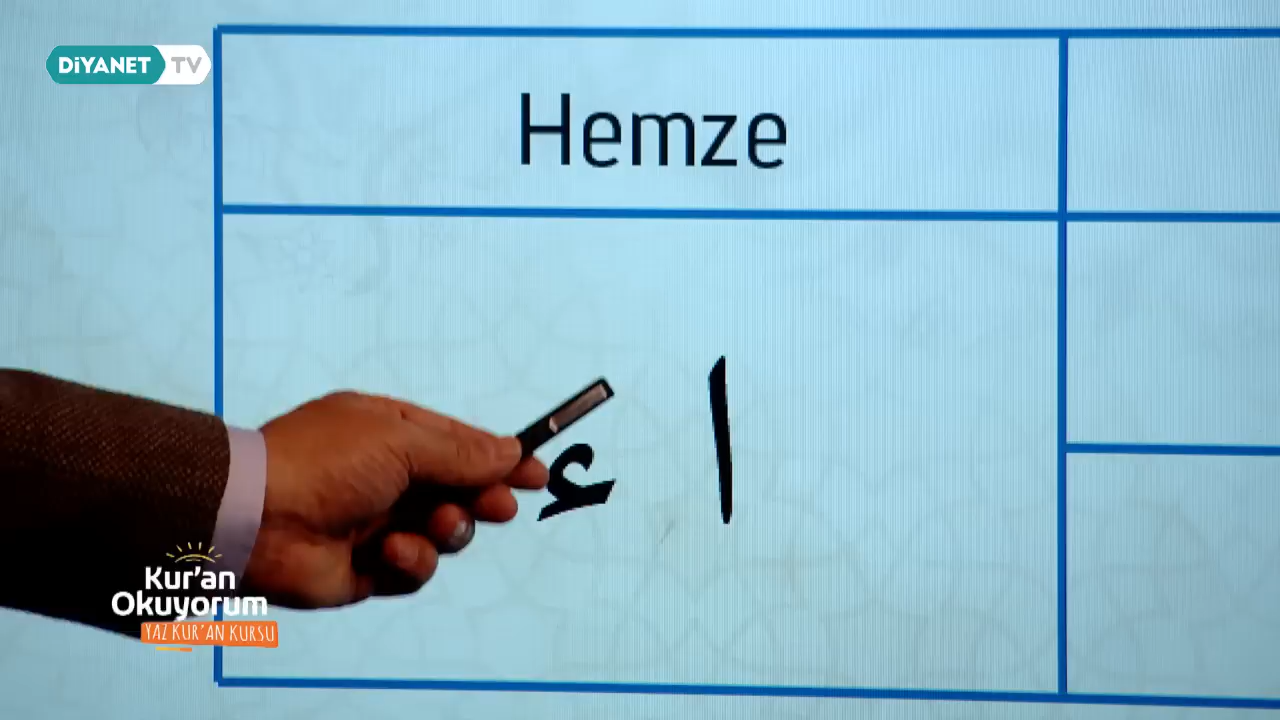 DİYANET TV
Hemze
ا ء
Kur'an
Okuyorum
YAZ KUR'AN KURSU